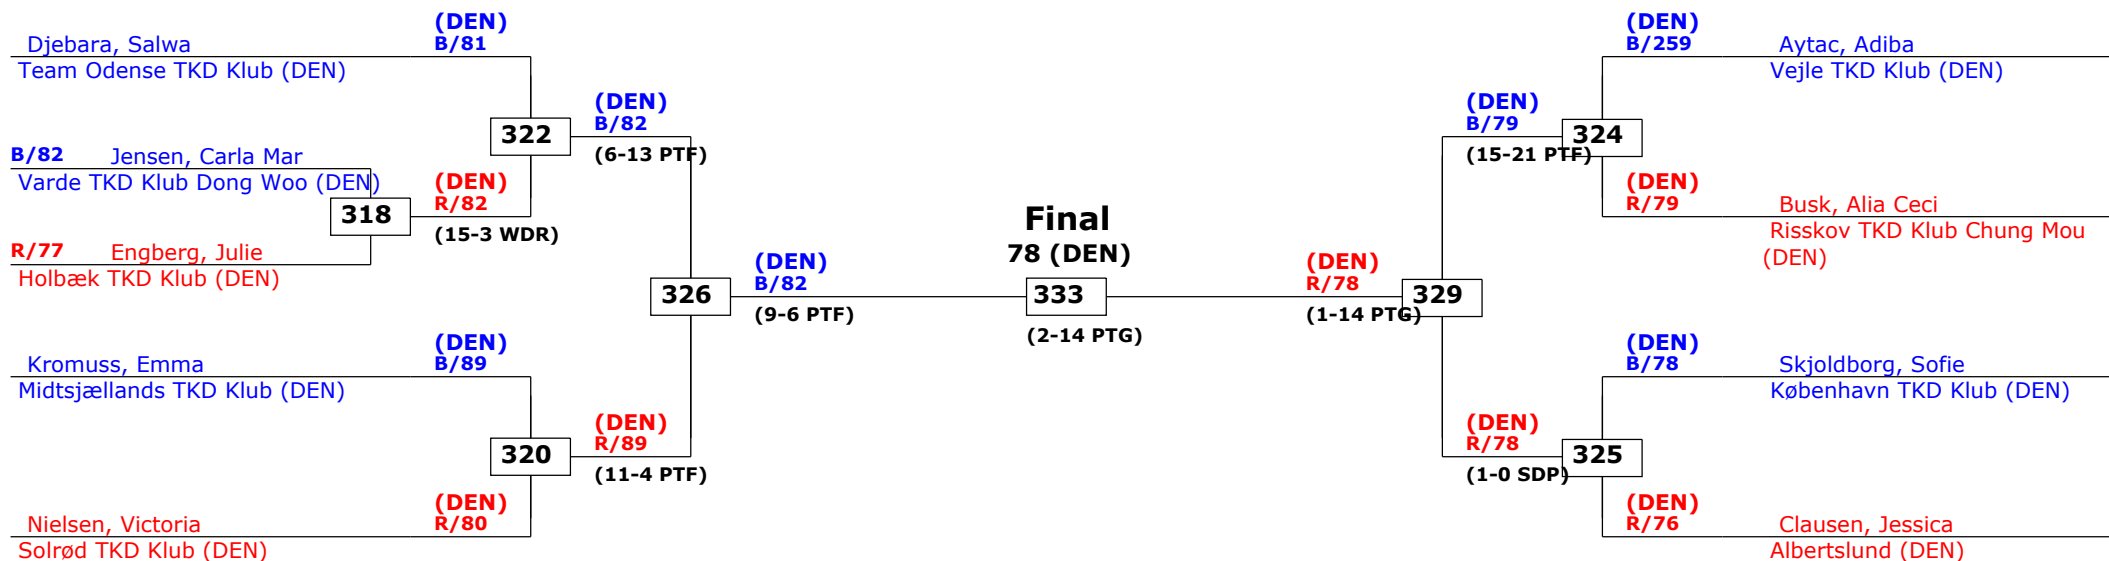 (DEN)
B/81
Djebara, Salwa
Team Odense TKD Klub (DEN)
322
(DEN)
B/82
(6-13 PTF)
B/82 Jensen, Carla Mar
Varde TKD Klub Dong Woo (DEN)
318
(DEN)
R/82
(15-3 WDR)
R/77 Engberg, Julie
Holbæk TKD Klub (DEN)
326
(DEN)
B/82
(9-6 PTF)
(DEN)
B/89
Kromuss, Emma
Midtsjællands TKD Klub (DEN)
320
(DEN)
R/89
(11-4 PTF)
(DEN)
R/80
Nielsen, Victoria
Solrød TKD Klub (DEN)
Final
78 (DEN)
333
(2-14 PTG)
(DEN)
B/259
Aytac, Adiba
Vejle TKD Klub (DEN)
(DEN)
B/79
324
(15-21 PTF)
(DEN)
R/79
Busk, Alia Ceci
Risskov TKD Klub Chung Mou
(DEN)
(DEN)
R/78
329
(1-14 PTG)
(DEN)
B/78
Skjoldborg, Sofie
København TKD Klub (DEN)
(DEN)
R/78
325
(1-0 SDP)
(DEN)
R/76
Clausen, Jessica
Albertslund (DEN)